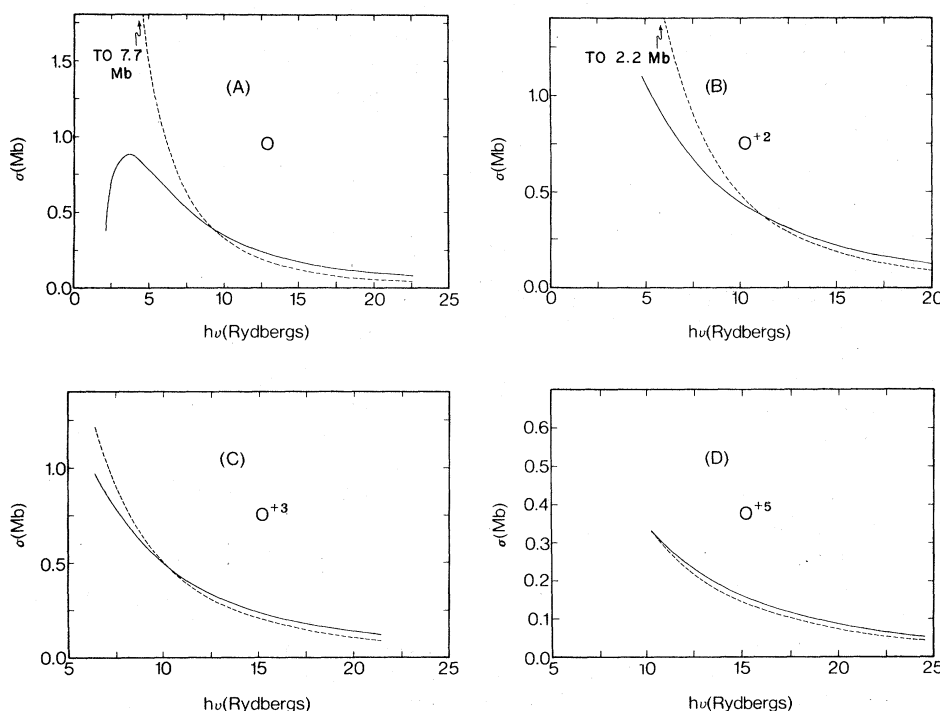 TO 7.7
Mb
(A)
O
σ(Mb)
1.5
1.0
0.5
0.0
0
5
10
15
20
25
hν(Rydbergs)
TO 2.2 Mb
(B)
O+2
σ(Mb)
1.0
0.5
0.0
0
5
10
15
20
hν(Rydbergs)
(C)
O+3
σ(Mb)
1.0
0.5
0.0
5
10
15
20
25
hν(Rydbergs)
(D)
O+5
σ(Mb)
0.6
0.5
0.4
0.3
0.2
0.1
0.0
5
10
15
20
25
hν(Rydbergs)